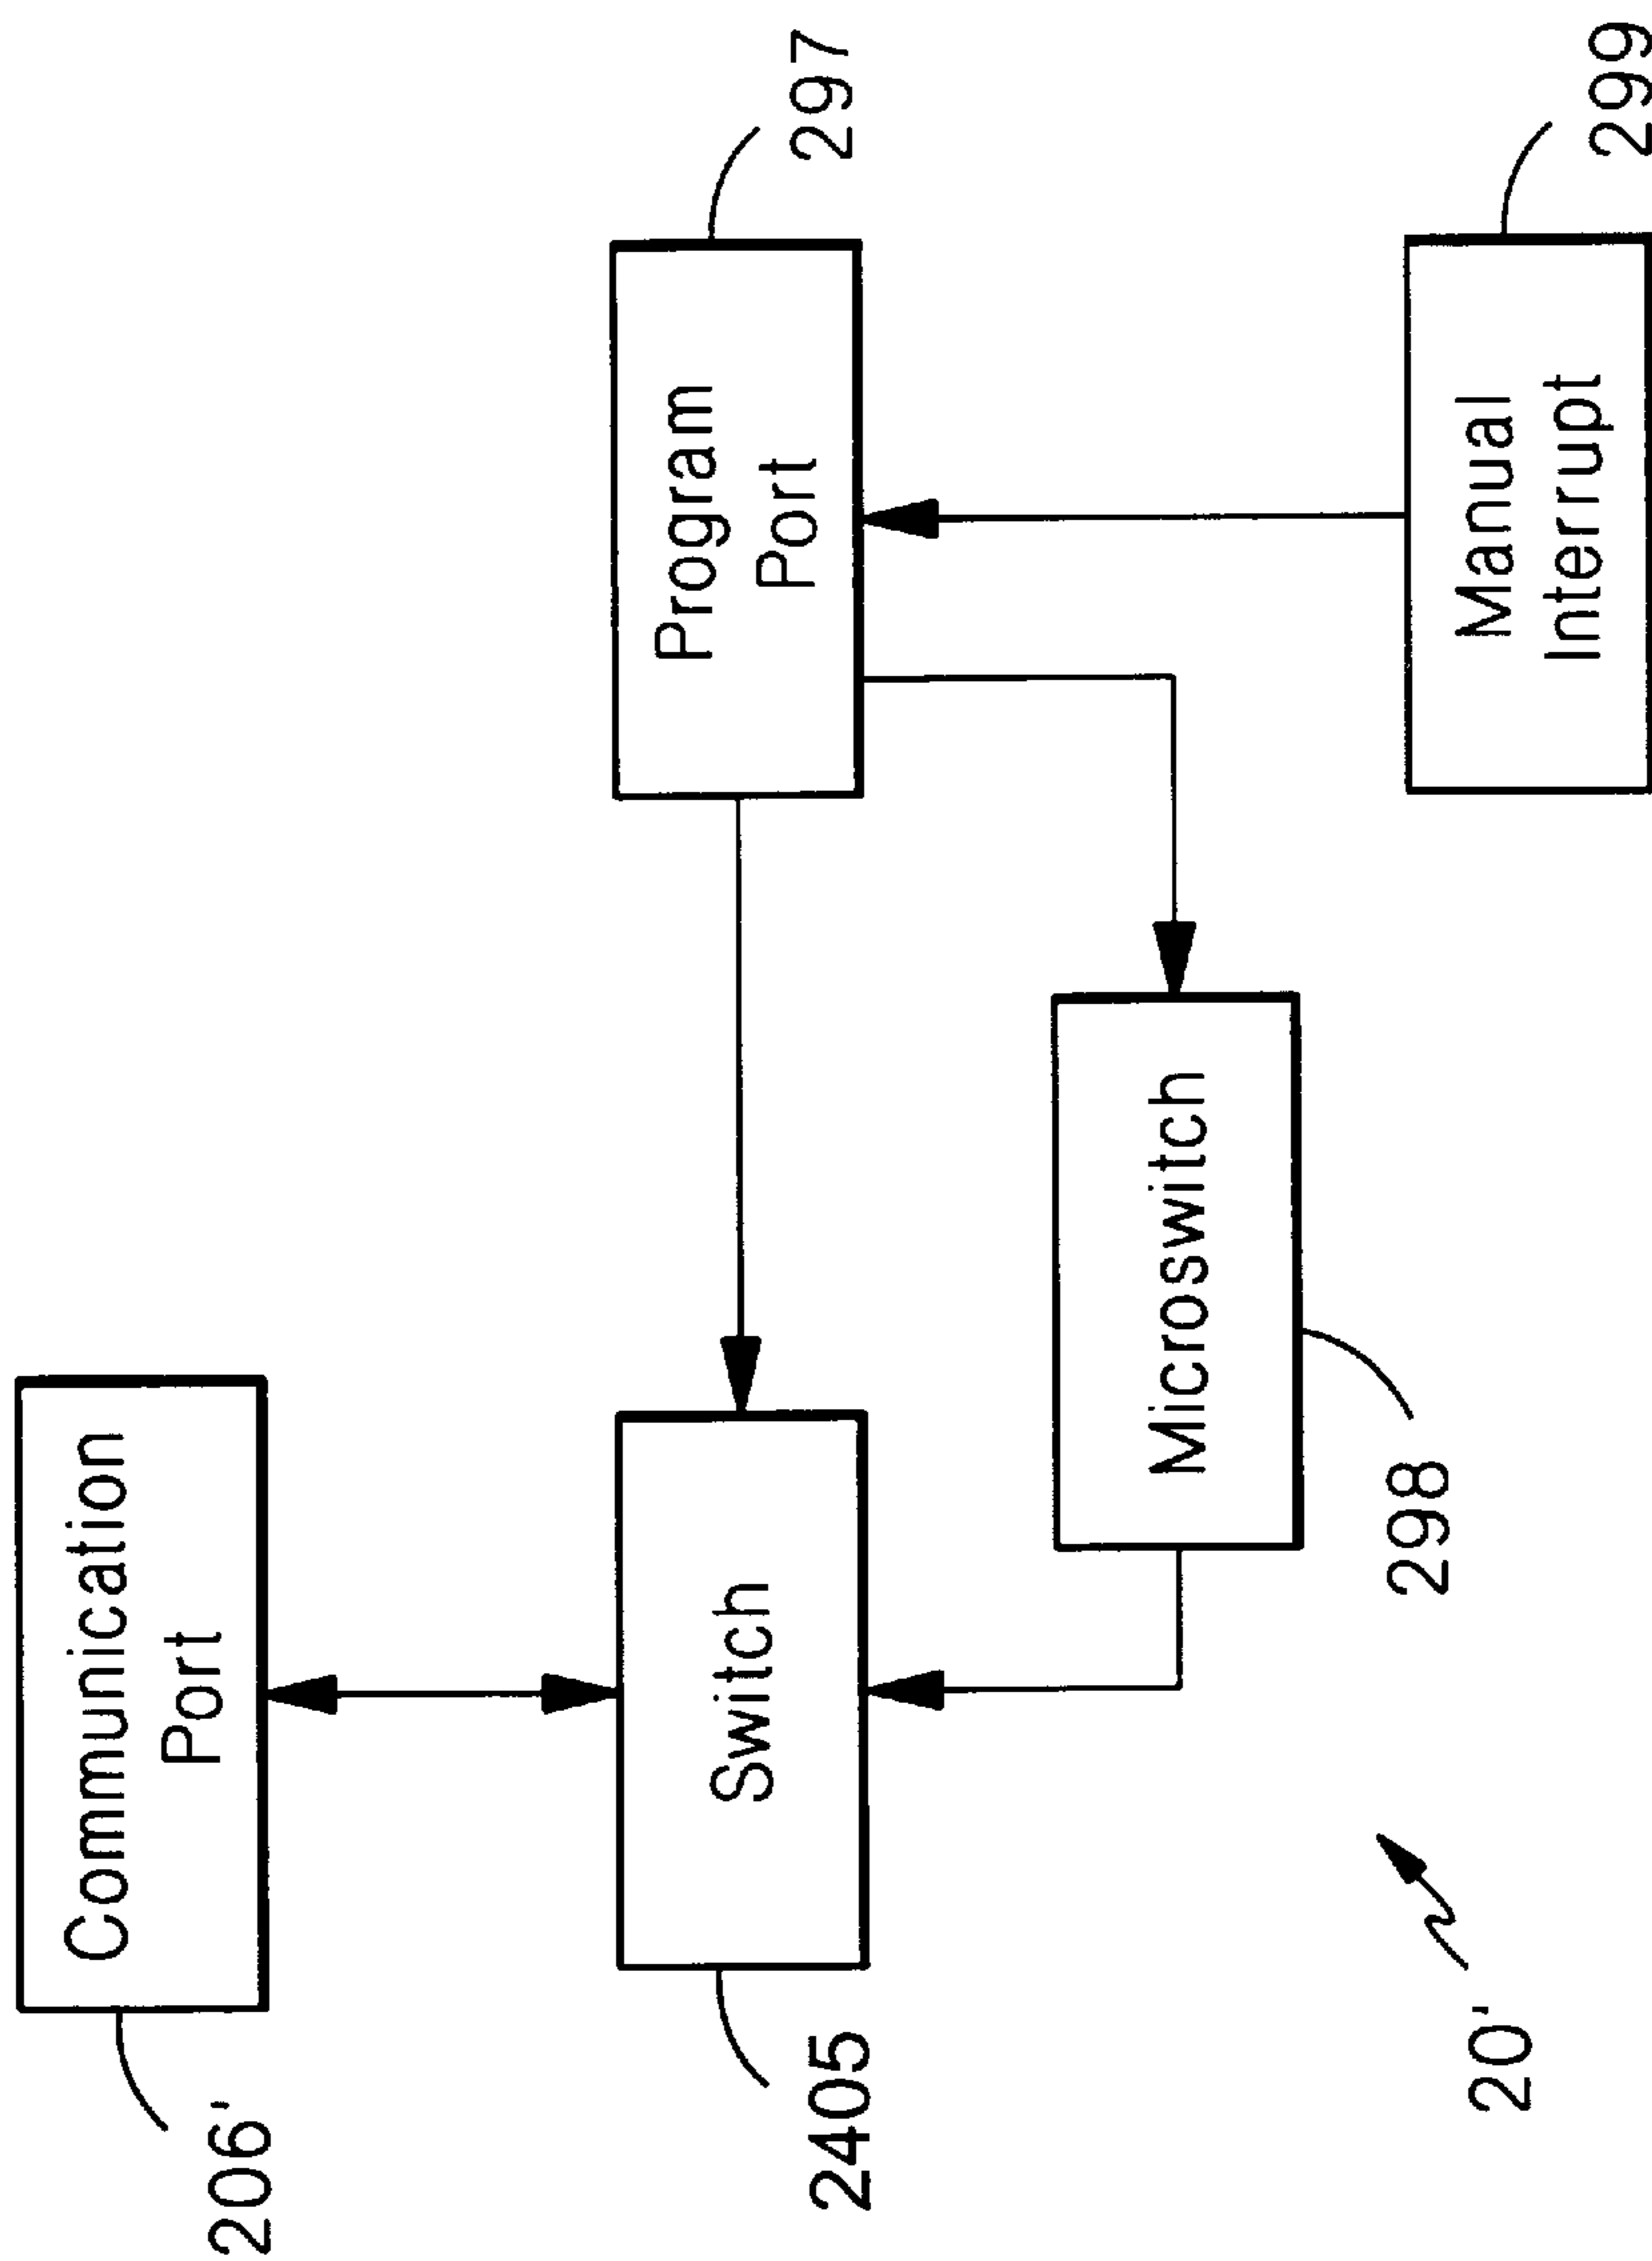 Communication
Port
206'
Switch
2405
Program
Port
297
Microswitch
298
Manual
Interrupt
299
20'